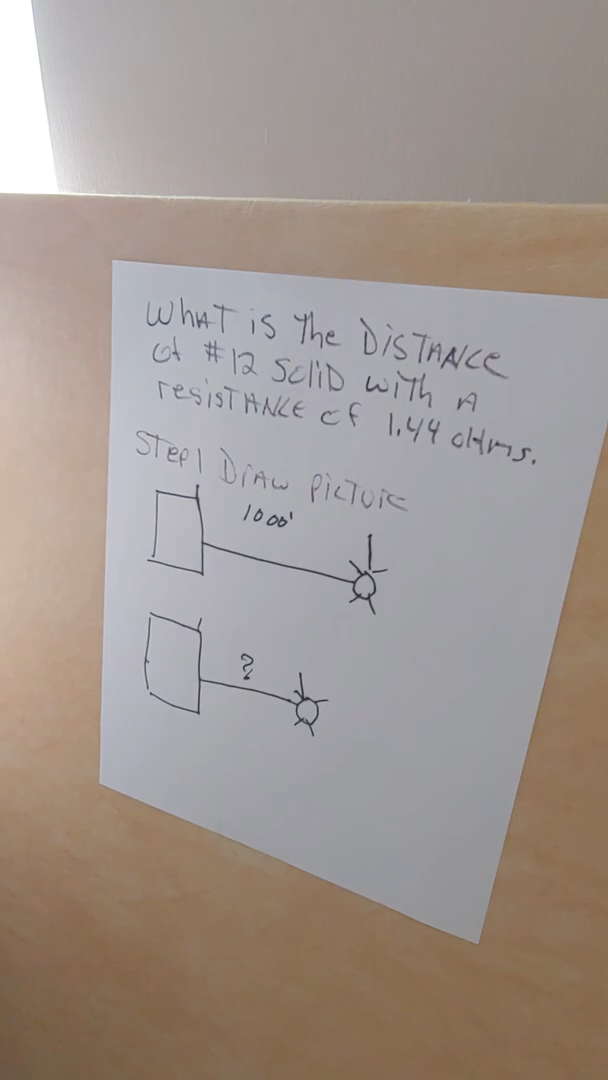 WHAT is The DiSTANCE
of #12 SoliD with A
resisTANCE of 1.44 oHms.
STEP 1 DrAw PicTure
1000'
?